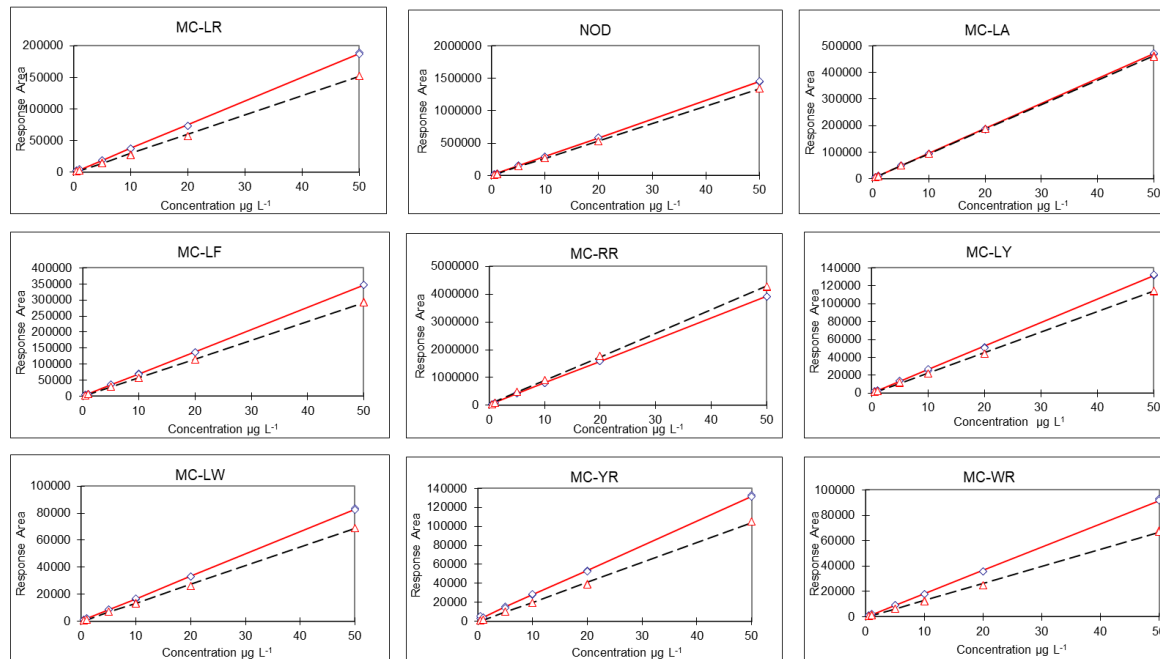 MC-LR
200000
150000
100000
50000
0
Response Area
0 10 20 30 40 50
Concentration µg L-1
NOD
2000000
1500000
1000000
500000
0
Response Area
0 10 20 30 40 50
Concentration µg L-1
MC-LA
500000
400000
300000
200000
100000
0
Response Area
0 10 20 30 40 50
Concentration µg L-1
MC-LF
400000
350000
300000
250000
200000
150000
100000
50000
0
Response Area
0 10 20 30 40 50
Concentration µg L-1
MC-RR
5000000
4000000
3000000
2000000
1000000
0
Response Area
0 10 20 30 40 50
Concentration µg L-1
MC-LY
140000
120000
100000
80000
60000
40000
20000
0
Response Area
0 10 20 30 40 50
Concentration µg L1
MC-LW
100000
80000
60000
40000
20000
0
Response Area
0 10 20 30 40 50
Concentration µg L-1
MC-YR
140000
120000
100000
80000
60000
40000
20000
0
Response Area
0 10 20 30 40 50
Concentration µg L-1
MC-WR
100000
80000
60000
40000
20000
0
Response Area
0 10 20 30 40 50
Concentration µg L-1